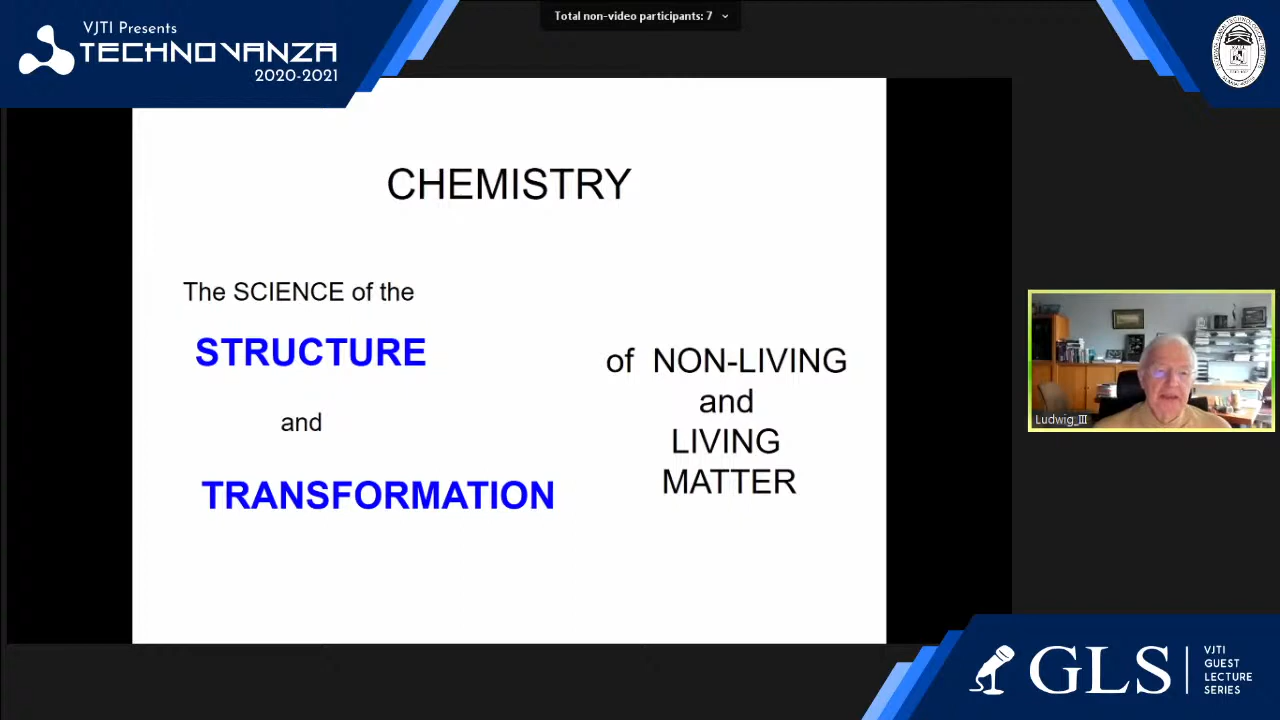 VJTI Presents
TECHNOVANZA
2020-2021
Total non-video participants: 7
CHEMISTRY
The SCIENCE of the
STRUCTURE
and
TRANSFORMATION
of NON-LIVING
and
LIVING
MATTER
Ludwig_III
GLS
VJTI
GUEST
LECTURE
SERIES